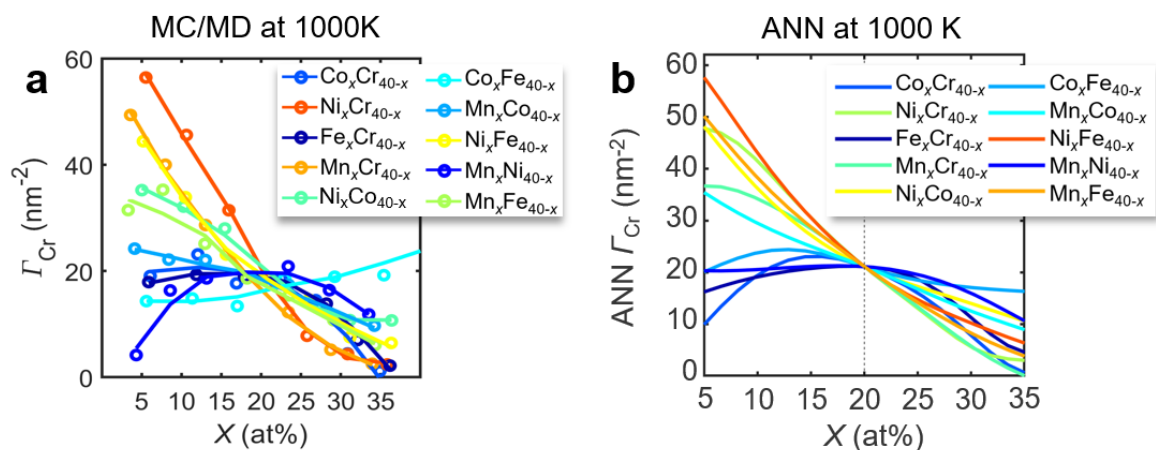 MC/MD at 1000K
a
60
40
20
0
Γ_Cr (nm⁻²)
CoₓCr₄₀₋ₓ
NiₓCr₄₀₋ₓ
FeₓCr₄₀₋ₓ
MnₓCr₄₀₋ₓ
NiₓCo₄₀₋ₓ
CoₓFe₄₀₋ₓ
MnₓCo₄₀₋ₓ
NiₓFe₄₀₋ₓ
MnₓNi₄₀₋ₓ
MnₓFe₄₀₋ₓ
5 10 15 20 25 30 35
X (at%)
ANN at 1000 K
b
60
50
40
30
20
10
0
ANN Γ_Cr (nm⁻²)
CoₓCr₄₀₋ₓ
NiₓCr₄₀₋ₓ
FeₓCr₄₀₋ₓ
MnₓCr₄₀₋ₓ
NiₓCo₄₀₋ₓ
CoₓFe₄₀₋ₓ
MnₓCo₄₀₋ₓ
NiₓFe₄₀₋ₓ
MnₓNi₄₀₋ₓ
MnₓFe₄₀₋ₓ
5 10 15 20 25 30 35
X (at%)